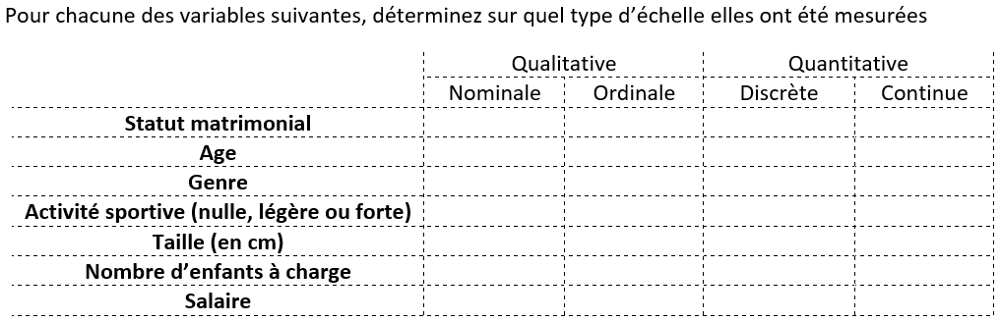 Pour chacune des variables suivantes, déterminez sur quel type d’échelle elles ont été mesurées
Qualitative Quantitative
Nominale Ordinale Discrète Continue
Statut matrimonial
Age
Genre
Activité sportive (nulle, légère ou forte)
Taille (en cm)
Nombre d’enfants à charge
Salaire